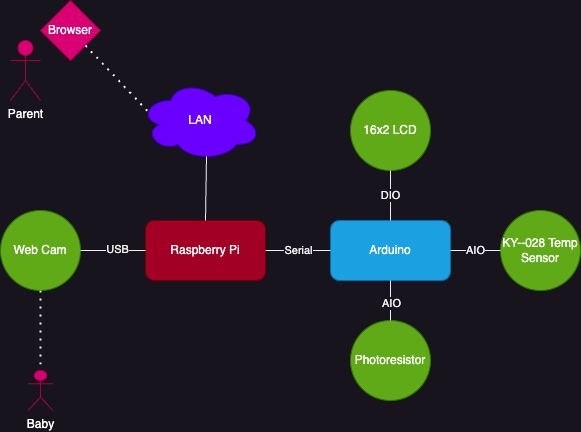 Browser
Parent
LAN
16x2 LCD
DIO
Web Cam
USB
Raspberry Pi
Serial
Arduino
AIO
KY--028 Temp
Sensor
AIO
Photoresistor
Baby